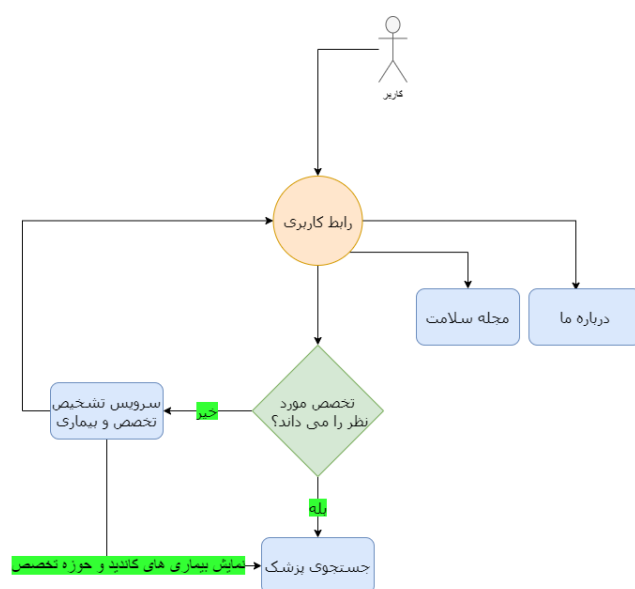 کاربر
رابط کاربری
مجله سلامت
درباره ما
تخصص مورد
نظر را می داند؟
خیر
سرویس تشخیص
تخصص و بیماری
بله
نمایش بیماری های کاندید و حوزه تخصص
جستجوی پزشک